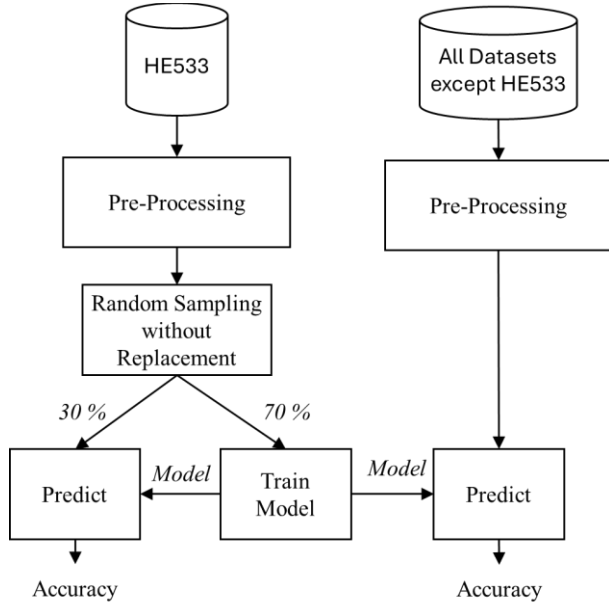 HE533
All Datasets
except HE533
Pre-Processing
Pre-Processing
Random Sampling
without
Replacement
30 %
70 %
Predict
Model
Train
Model
Model
Predict
Accuracy
Accuracy